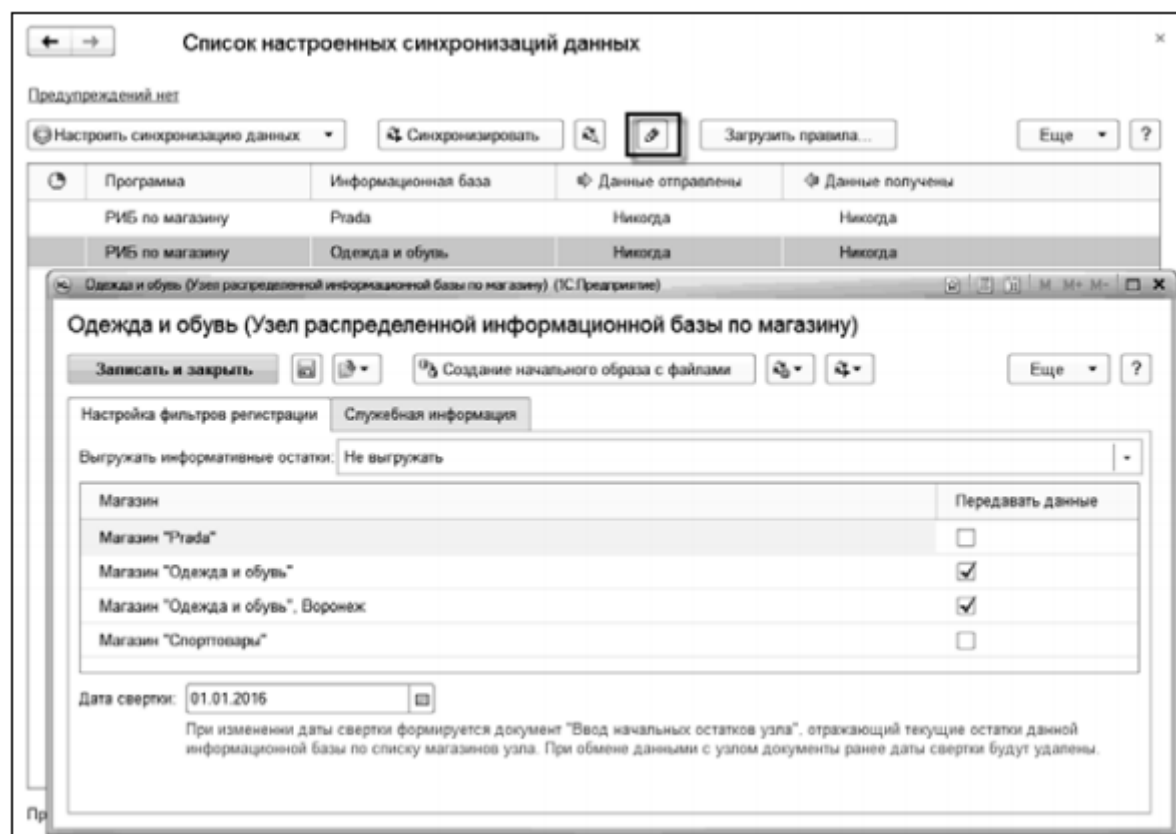 Список настроенных синхронизаций данных
Предупреждений нет
Настроить синхронизацию данных Синхронизировать Загрузить правила... Еще ?
Программа Информационная база Данные отправлены Данные получены
РИБ по магазину Prada Никогда Никогда
РИБ по магазину Одежда и обувь Никогда Никогда
Одежда и обувь (Узел распределенной информационной базы по магазину) (1С:Предприятие) M M+ M-
Одежда и обувь (Узел распределенной информационной базы по магазину)
Записать и закрыть Создание начального образа с файлами Еще ?
Настройка фильтров регистрации Служебная информация
Выгружать информативные остатки: Не выгружать
Магазин Передавать данные
Магазин "Prada"
Магазин "Одежда и обувь"
Магазин "Одежда и обувь", Воронеж
Магазин "Спорттовары"
Дата свертки: 01.01.2016
При изменении даты свертки формируется документ "Ввод начальных остатков узла", отражающий текущие остатки данной
информационной базы по списку магазинов узла. При обмене данными с узлом документы ранее даты свертки будут удалены.
Пр